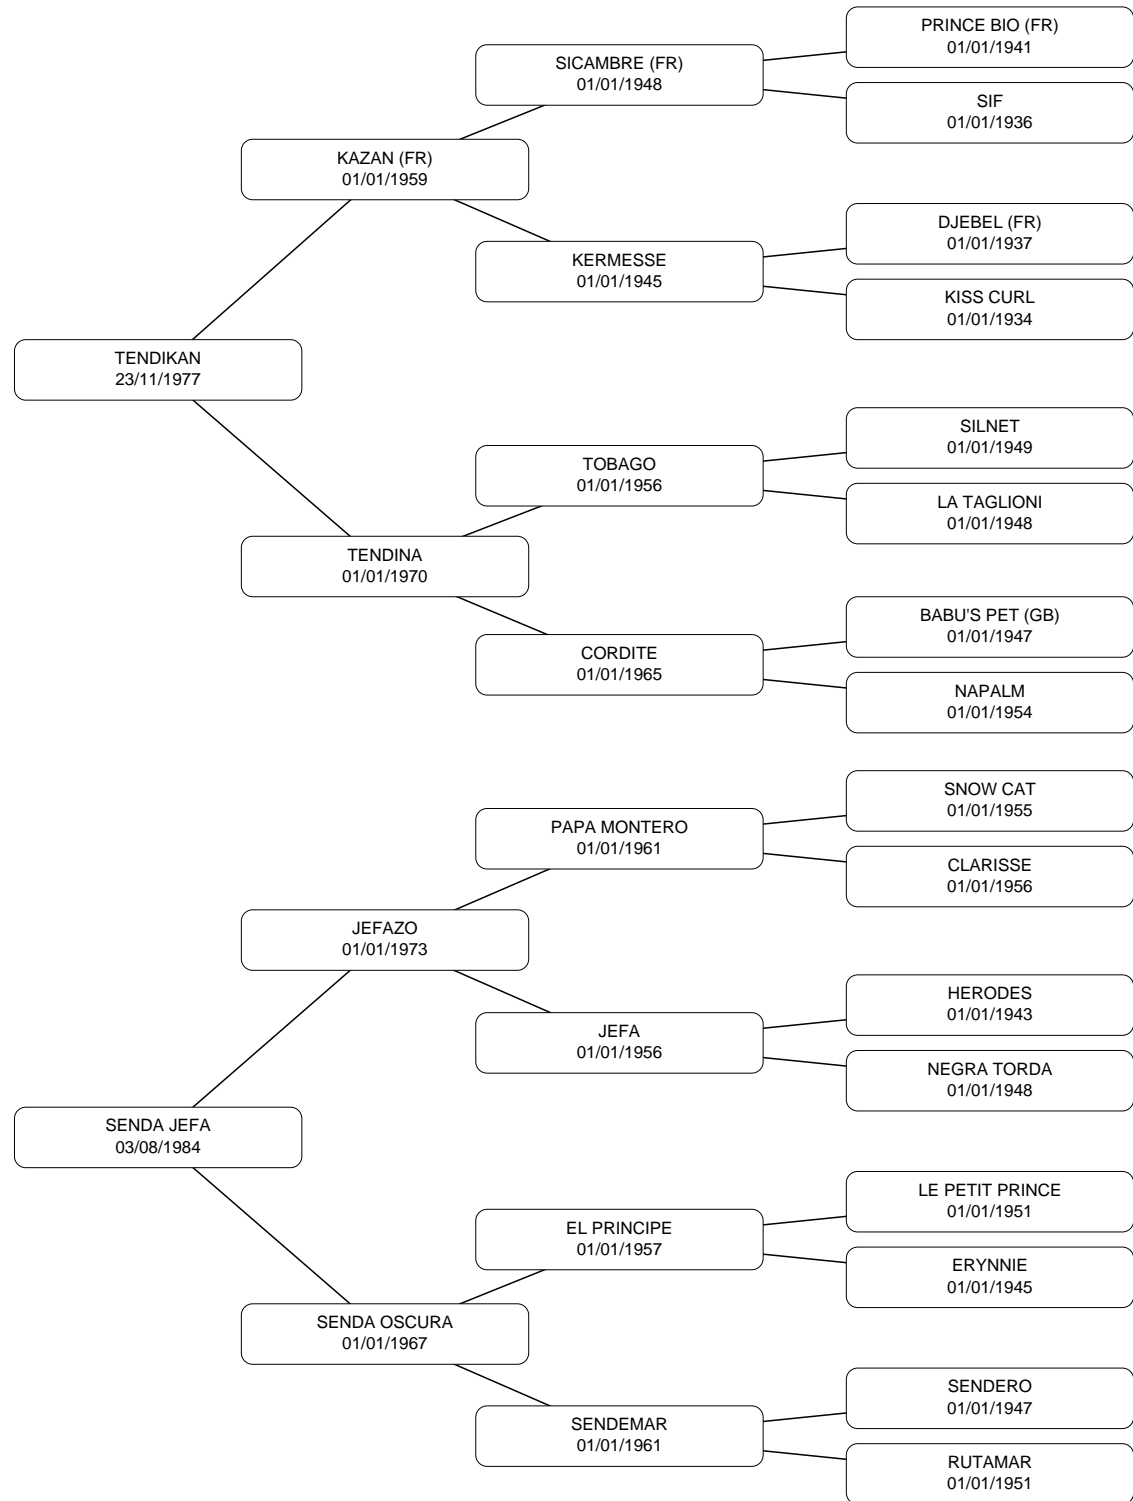 PRINCE BIO (FR)
01/01/1941
SICAMBRE (FR)
01/01/1948
SIF
01/01/1936
KAZAN (FR)
01/01/1959
DJEBEL (FR)
01/01/1937
KERMESSE
01/01/1945
KISS CURL
01/01/1934
TENDIKAN
23/11/1977
SILNET
01/01/1949
TOBAGO
01/01/1956
LA TAGLIONI
01/01/1948
TENDINA
01/01/1970
BABU'S PET (GB)
01/01/1947
CORDITE
01/01/1965
NAPALM
01/01/1954
SNOW CAT
01/01/1955
PAPA MONTERO
01/01/1961
CLARISSE
01/01/1956
JEFAZO
01/01/1973
HERODES
01/01/1943
JEFA
01/01/1956
NEGRA TORDA
01/01/1948
SENDA JEFA
03/08/1984
LE PETIT PRINCE
01/01/1951
EL PRINCIPE
01/01/1957
ERYNNIE
01/01/1945
SENDA OSCURA
01/01/1967
SENDERO
01/01/1947
SENDEMAR
01/01/1961
RUTAMAR
01/01/1951